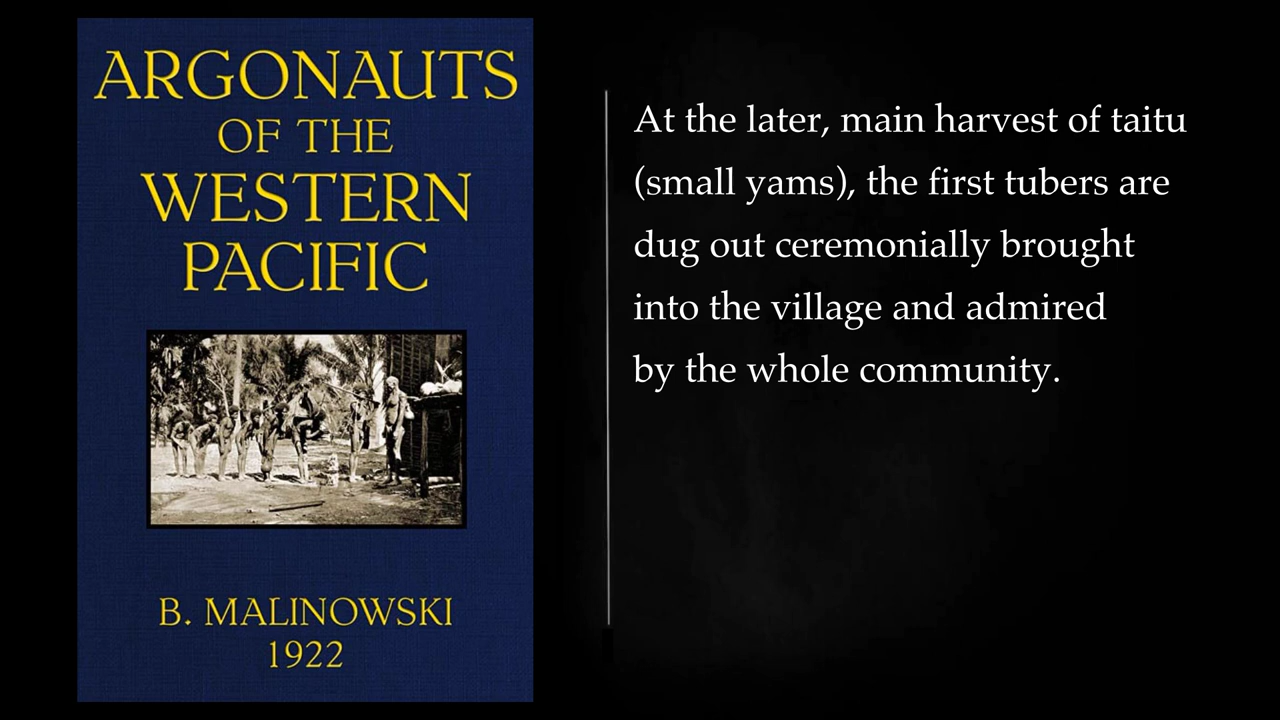 ARGONAUTS
OF THE
WESTERN
PACIFIC
B. MALINOWSKI
1922
At the later, main harvest of taitu
(small yams), the first tubers are
dug out ceremonially brought
into the village and admired
by the whole community.